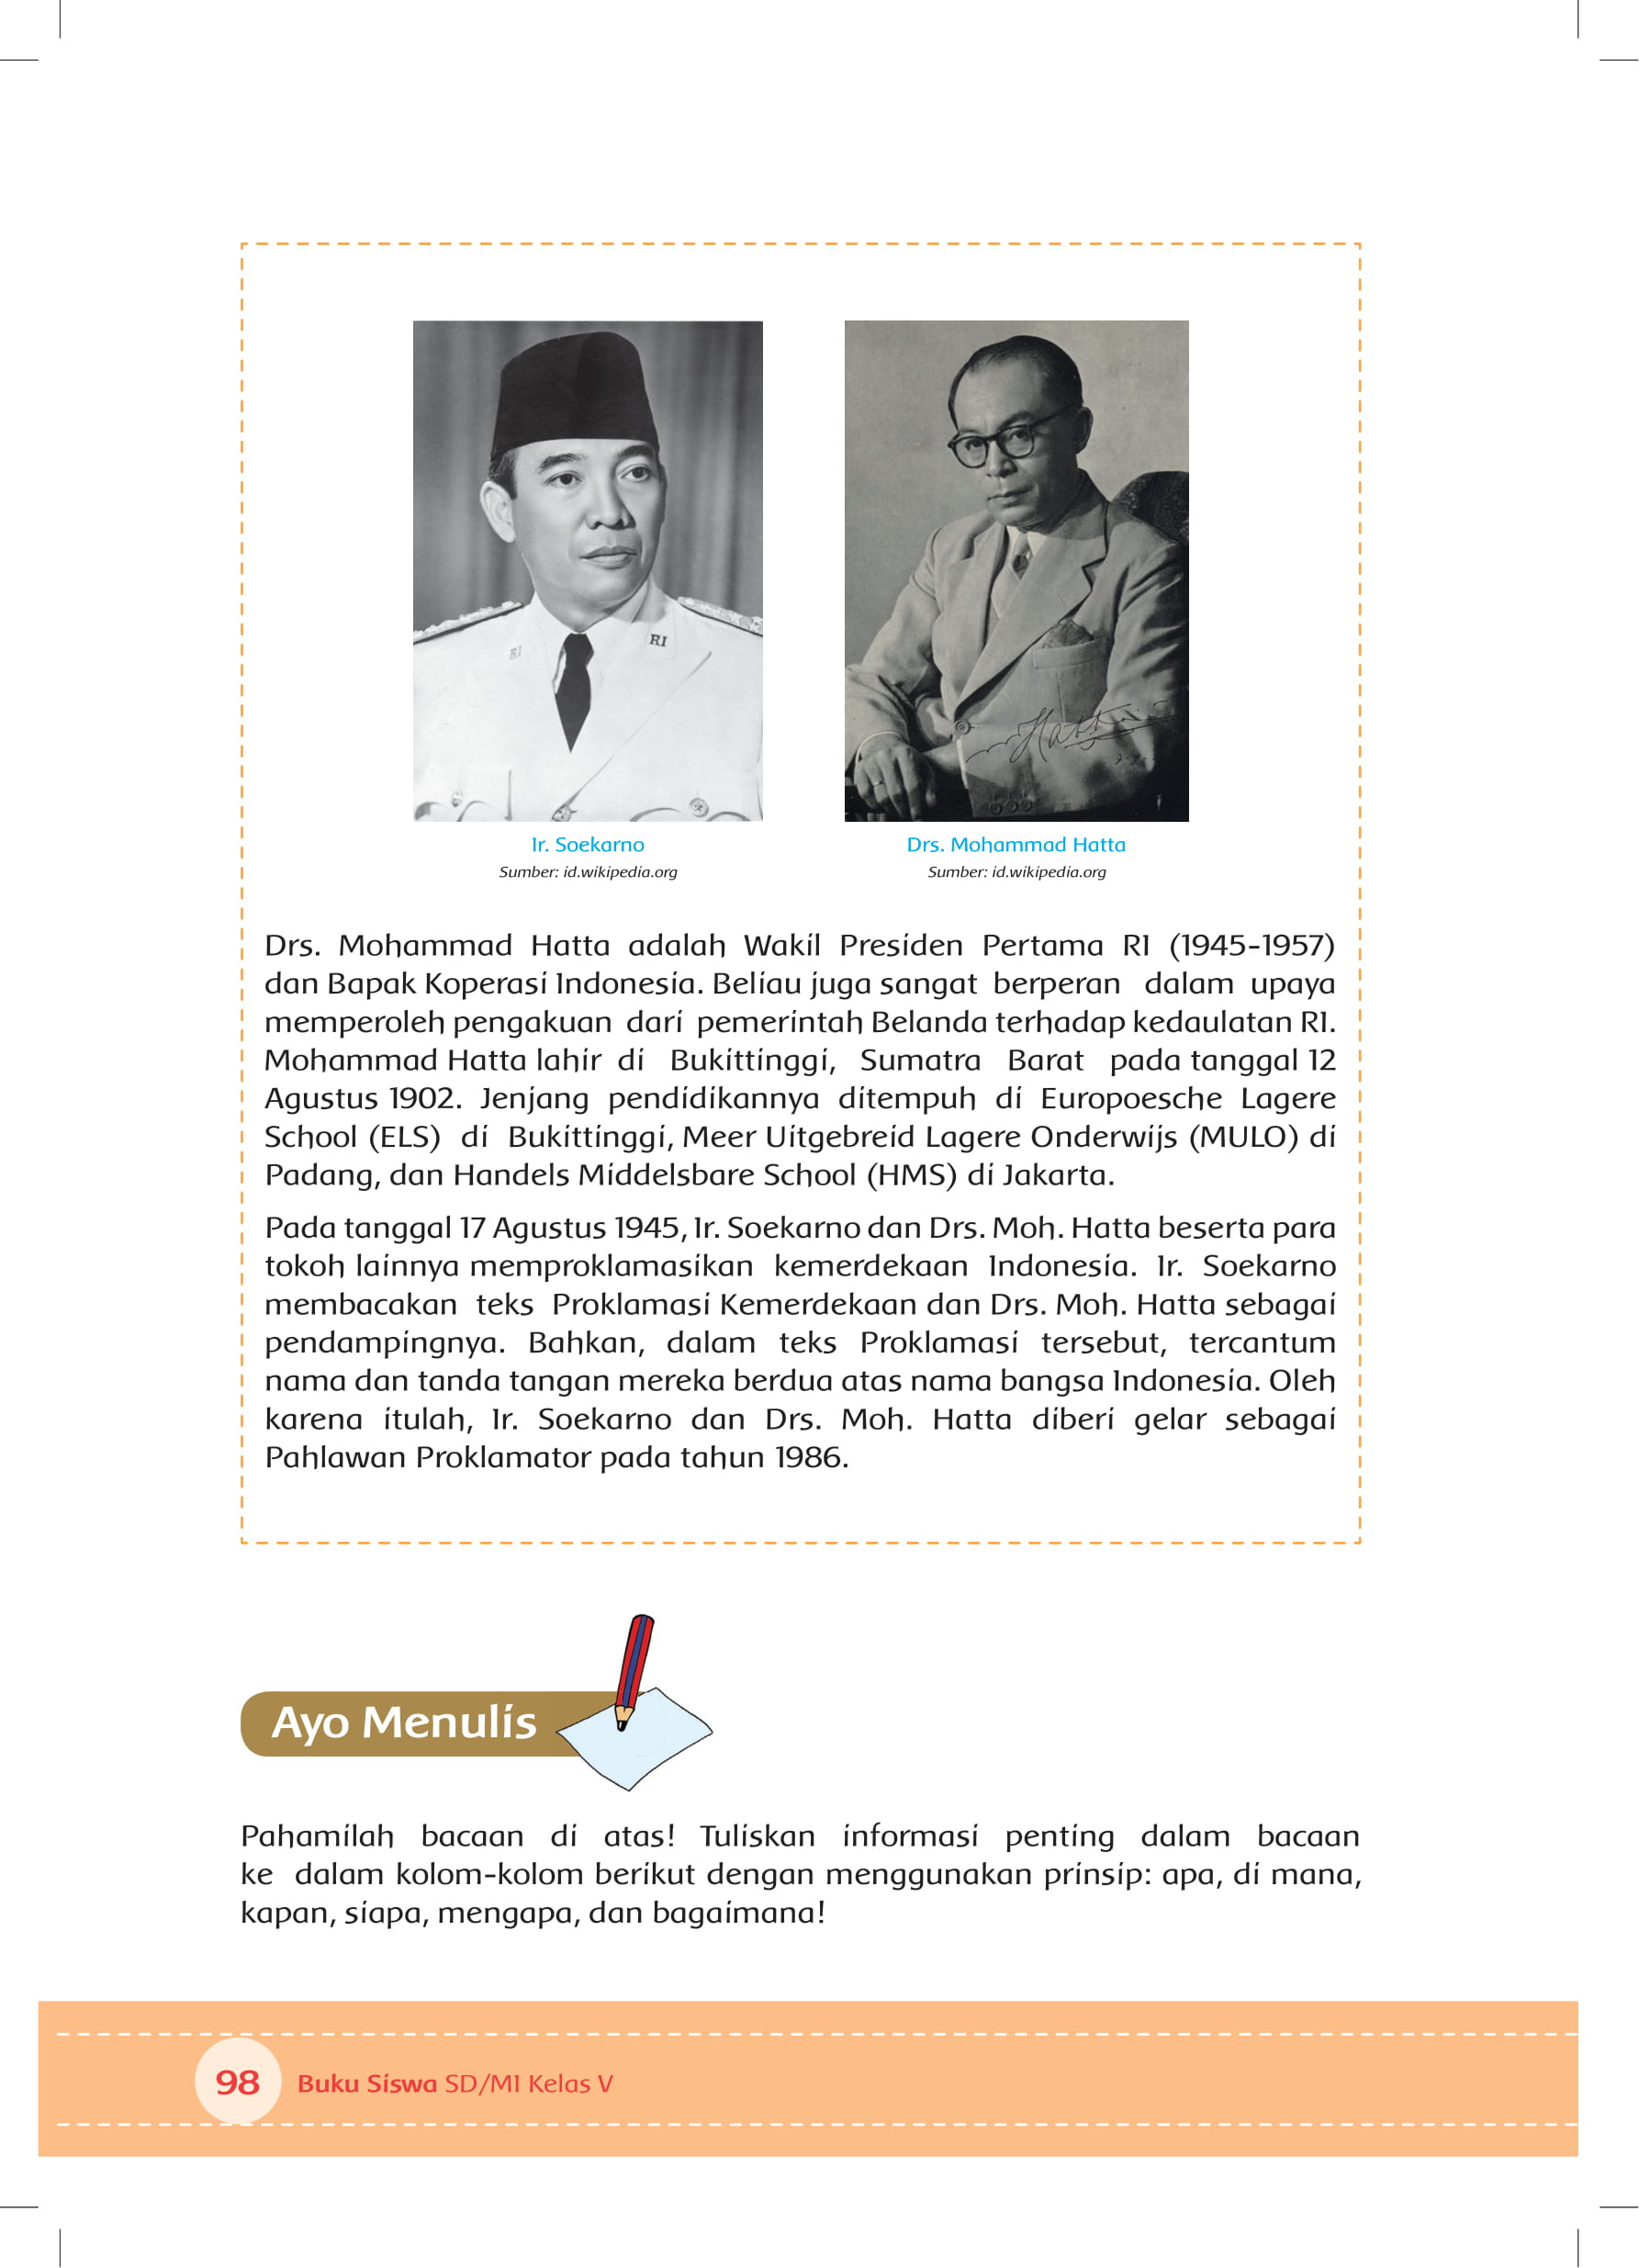 RI
RI
Hatta
Ir. Soekarno
Drs. Mohammad Hatta
Sumber: id.wikipedia.org
Sumber: id.wikipedia.org
Drs. Mohammad Hatta adalah Wakil Presiden Pertama RI (1945-1957)
dan Bapak Koperasi Indonesia. Beliau juga sangat berperan dalam upaya
memperoleh pengakuan dari pemerintah Belanda terhadap kedaulatan RI.
Mohammad Hatta lahir di Bukittinggi, Sumatra Barat pada tanggal 12
Agustus 1902. Jenjang pendidikannya ditempuh di Europoesche Lagere
School (ELS) di Bukittinggi, Meer Uitgebreid Lagere Onderwijs (MULO) di
Padang, dan Handels Middelsbare School (HMS) di Jakarta.
Pada tanggal 17 Agustus 1945, Ir. Soekarno dan Drs. Moh. Hatta beserta para
tokoh lainnya memproklamasikan kemerdekaan Indonesia. Ir. Soekarno
membacakan teks Proklamasi Kemerdekaan dan Drs. Moh. Hatta sebagai
pendampingnya. Bahkan, dalam teks Proklamasi tersebut, tercantum
nama dan tanda tangan mereka berdua atas nama bangsa Indonesia. Oleh
karena itulah, Ir. Soekarno dan Drs. Moh. Hatta diberi gelar sebagai
Pahlawan Proklamator pada tahun 1986.
Ayo Menulis
Pahamilah bacaan di atas! Tuliskan informasi penting dalam bacaan
ke dalam kolom-kolom berikut dengan menggunakan prinsip: apa, di mana,
kapan, siapa, mengapa, dan bagaimana!
98 Buku Siswa SD/MI Kelas V